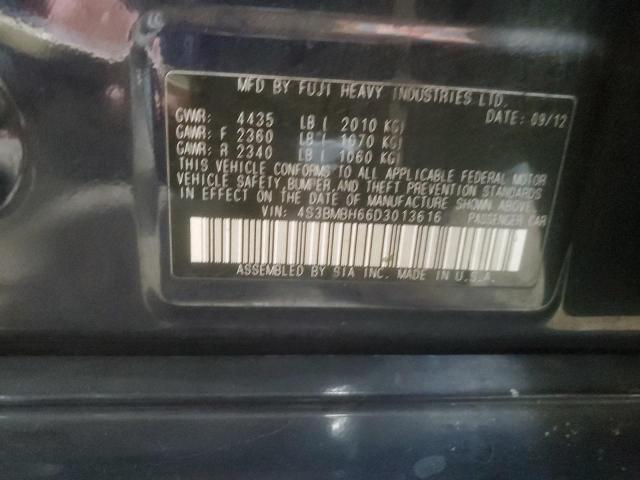 MFD BY FUJI HEAVY INDUSTRIES LTD.
GVWR: 4435 LB ( 2010 KG) DATE: 09/12
GAWR: F 2360 LB ( 1070 KG)
GAWR: R 2340 LB ( 1060 KG)
THIS VEHICLE CONFORMS TO ALL APPLICABLE FEDERAL MOTOR
VEHICLE SAFETY, BUMPER, AND THEFT PREVENTION STANDARDS
IN EFFECT ON THE DATE OF MANUFACTURE SHOWN ABOVE.
VIN: 4S3BMBH66D3013616 PASSENGER CAR
ASSEMBLED BY SIA INC. MADE IN U.S.A.